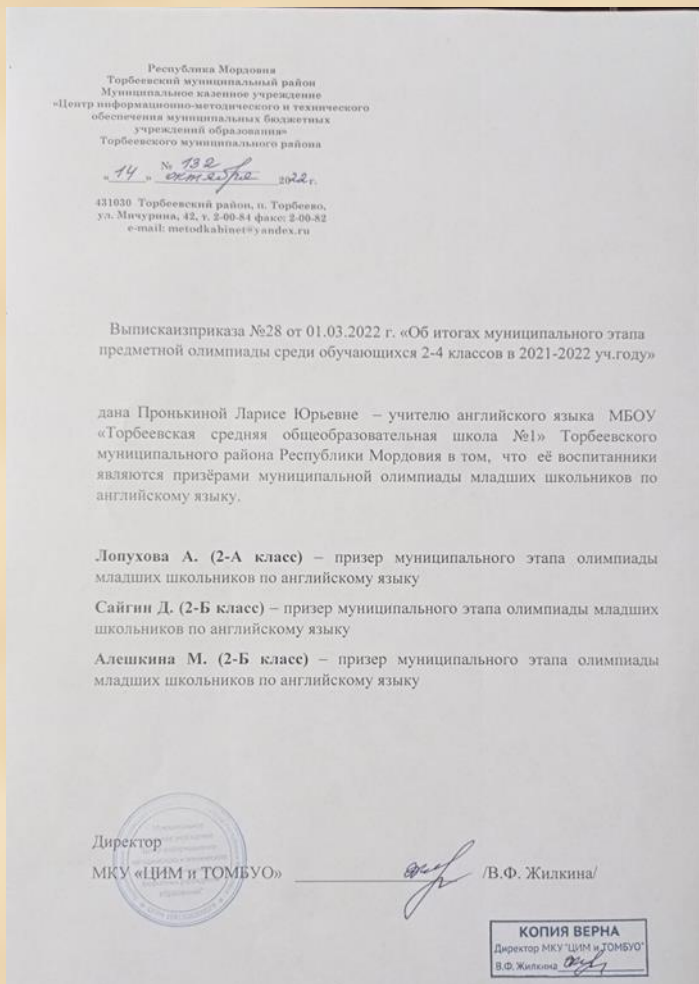 Республика Мордовия
Торбеевский муниципальный район
Муниципальное казенное учреждение
«Центр информационно-методического и технического
обеспечения муниципальных бюджетных
учреждений образования»
Торбеевского муниципального района
№ 132
«14» октября 2022 г.
431030 Торбеевский район, п. Торбеево,
ул. Мичурина, 42, т. 2-00-84 факс: 2-00-82
e-mail: metodkabinet@yandex.ru
Выпискаизприказа №28 от 01.03.2022 г. «Об итогах муниципального этапа
предметной олимпиады среди обучающихся 2-4 классов в 2021-2022 уч.году»
дана Пронькиной Ларисе Юрьевне – учителю английского языка МБОУ
«Торбеевская средняя общеобразовательная школа №1» Торбеевского
муниципального района Республики Мордовия в том, что её воспитанники
являются призёрами муниципальной олимпиады младших школьников по
английскому языку.
Лопухова А. (2-А класс) – призер муниципального этапа олимпиады
младших школьников по английскому языку
Сайгин Д. (2-Б класс) – призер муниципального этапа олимпиады младших
школьников по английскому языку
Алешкина М. (2-Б класс) – призер муниципального этапа олимпиады
младших школьников по английскому языку
Директор
МКУ «ЦИМ и ТОМБУО» /В.Ф. Жилкина/
КОПИЯ ВЕРНА
Директор МКУ "ЦИМ и ТОМБУО"
В.Ф. Жилкина